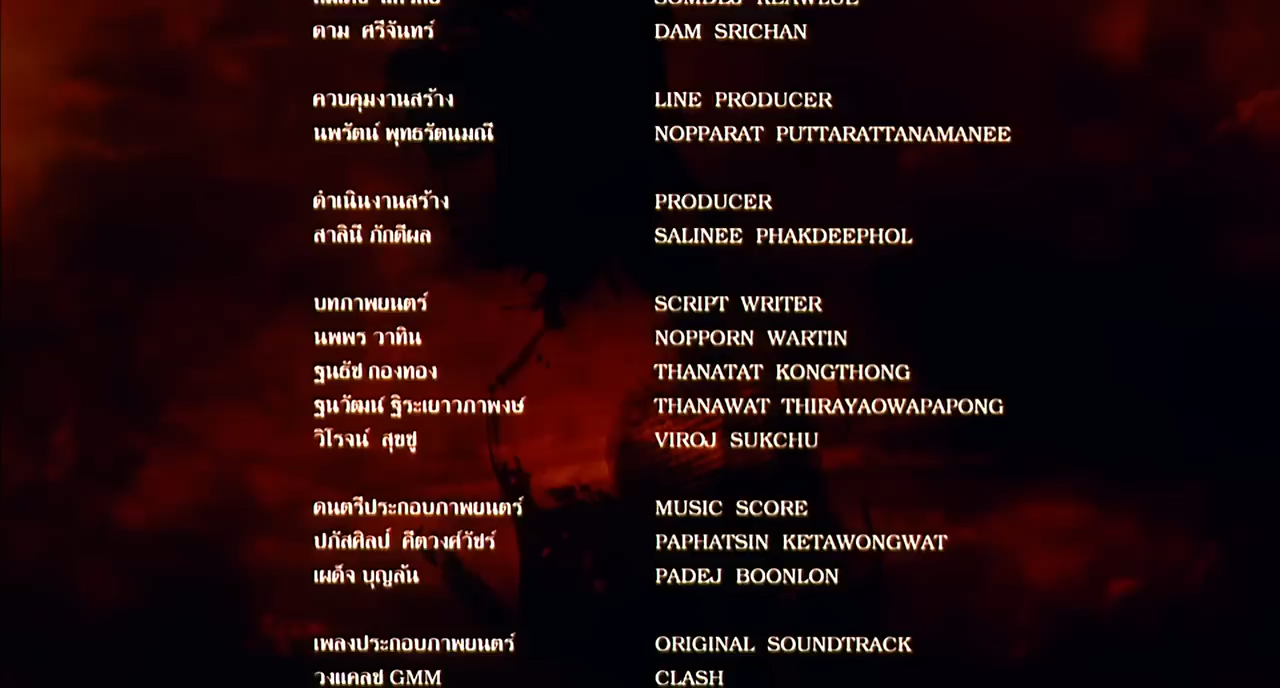 ดาม ศรีจันทร์ DAM SRICHAN
ควบคุมงานสร้าง LINE PRODUCER
นพรัตน์ พุทธรัตนมณี NOPPARAT PUTTARATTANAMANEE
ดำเนินงานสร้าง PRODUCER
สาลินี ภักดีผล SALINEE PHAKDEEPHOL
บทภาพยนตร์ SCRIPT WRITER
นพพร วาทิน NOPPORN WARTIN
ฐนธัช กองทอง THANATAT KONGTHONG
ฐนวัฒน์ ฐิระเยาวภาพงษ์ THANAWAT THIRAYAOWAPAPONG
วิโรจน์ สุขชู VIROJ SUKCHU
ดนตรีประกอบภาพยนตร์ MUSIC SCORE
ปภัสศิลป์ คีตวงศ์วัชร์ PAPHATSIN KETAWONGWAT
เผด็จ บุญล้น PADEJ BOONLON
เพลงประกอบภาพยนตร์ ORIGINAL SOUNDTRACK
วงแคลช GMM CLASH